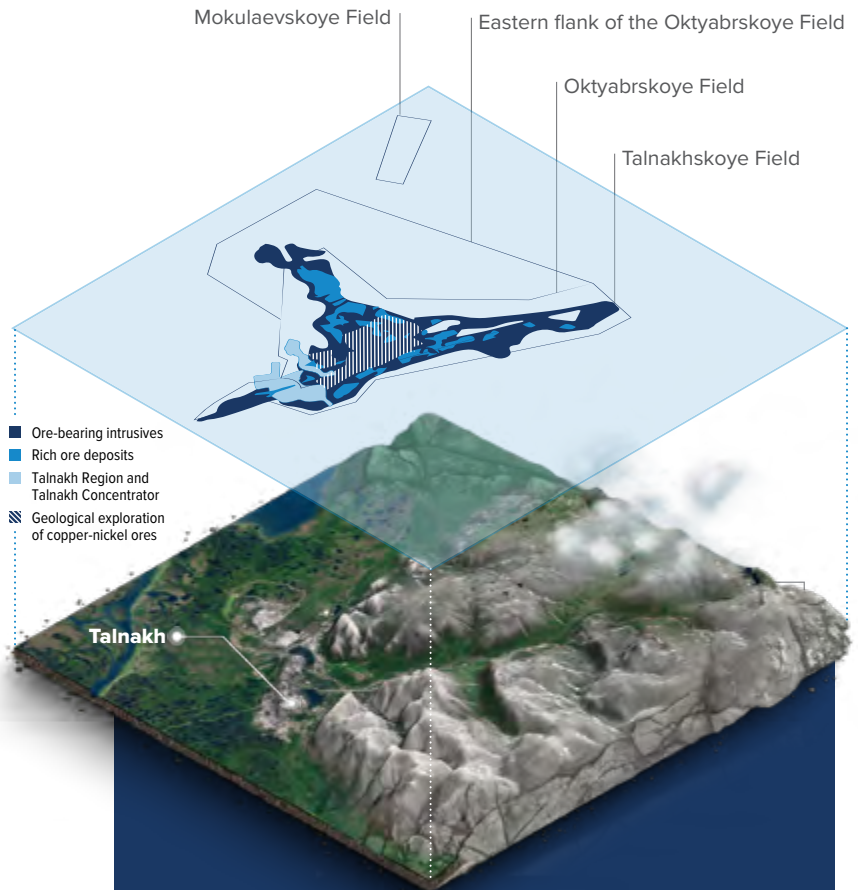 Mokulaevskoye Field
Eastern flank of the Oktyabrskoye Field
Oktyabrskoye Field
Talnakhskoye Field
Ore-bearing intrusives
Rich ore deposits
Talnakh Region and
Talnakh Concentrator
Geological exploration
of copper-nickel ores
Talnakh